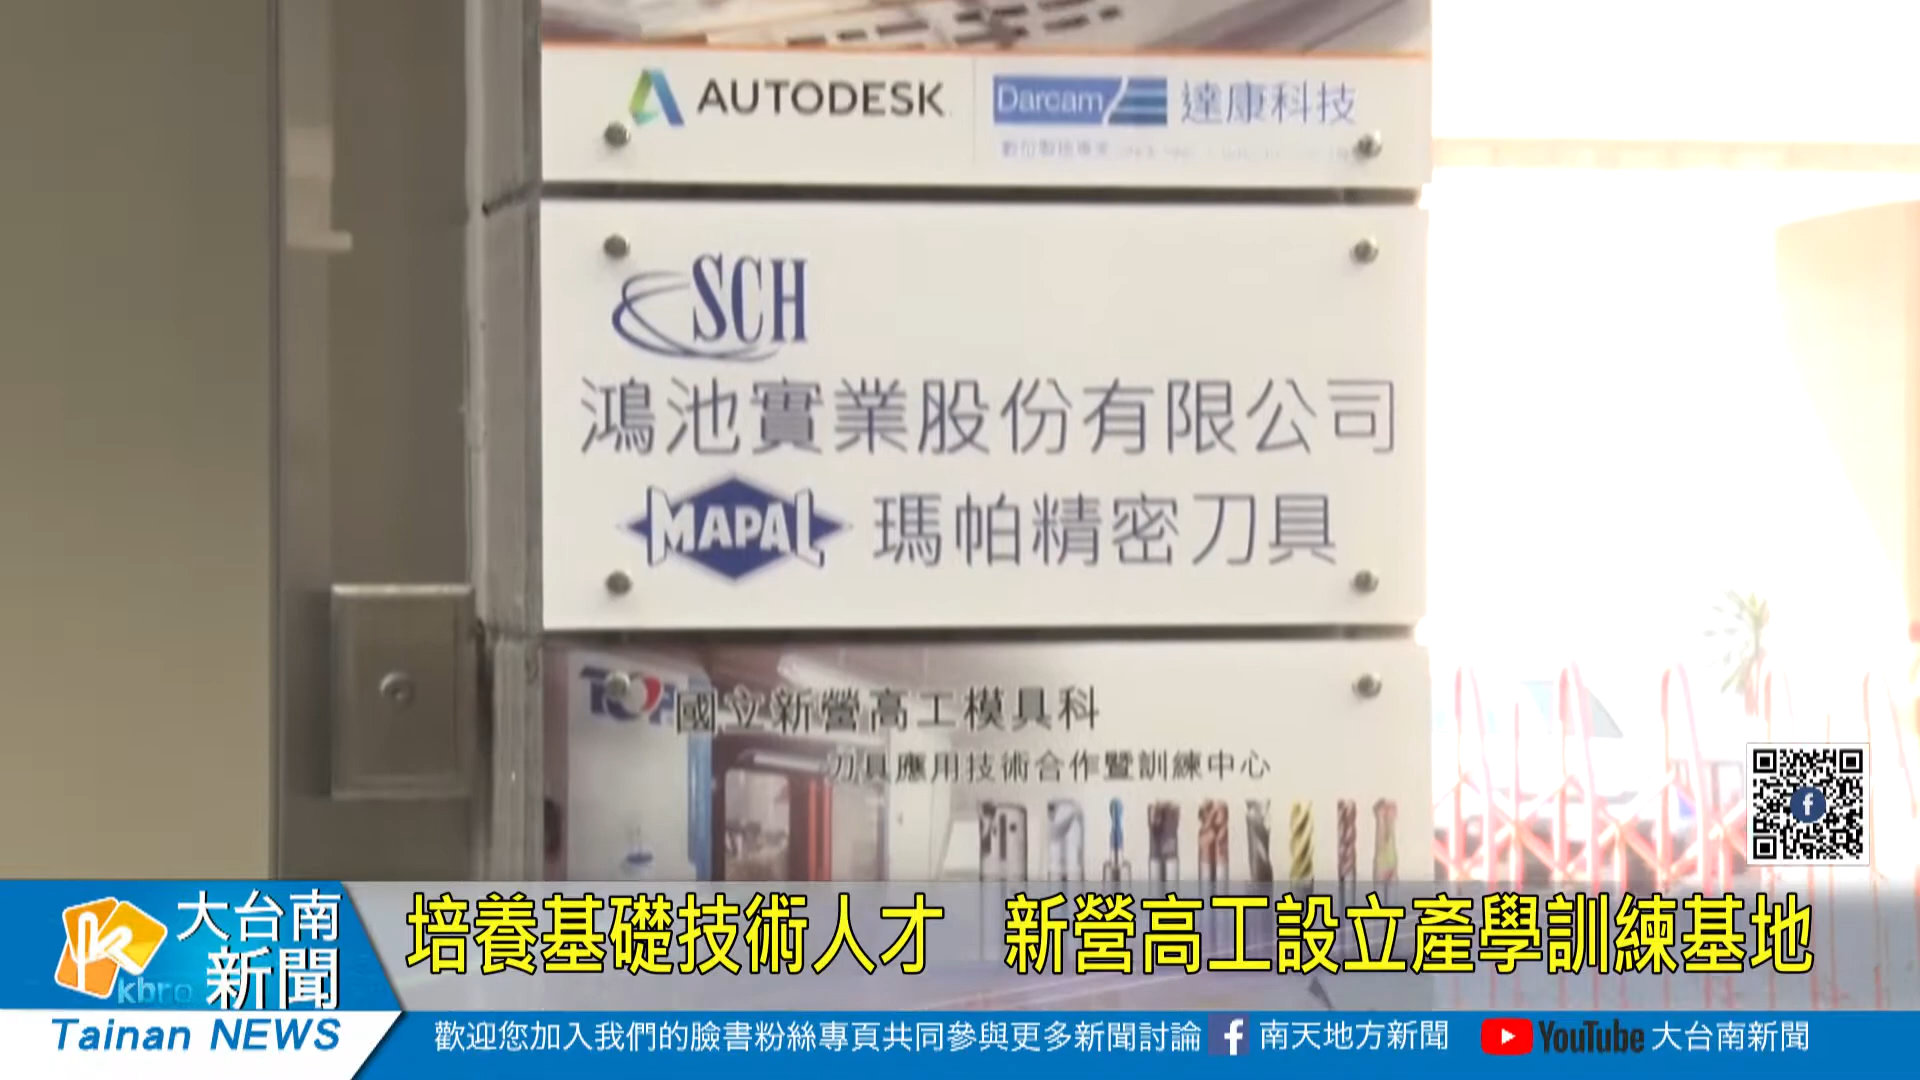 AUTODESK
Darcam 達康科技
SCH
鴻池實業股份有限公司
MAPAL 瑪帕精密刀具
國立新營高工模具科
刀具應用技術合作暨訓練中心
大台南
新聞
kbro
Tainan NEWS
培養基礎技術人才 新營高工設立產學訓練基地
歡迎您加入我們的臉書粉絲專頁共同參與更多新聞討論 f 南天地方新聞 YouTube 大台南新聞